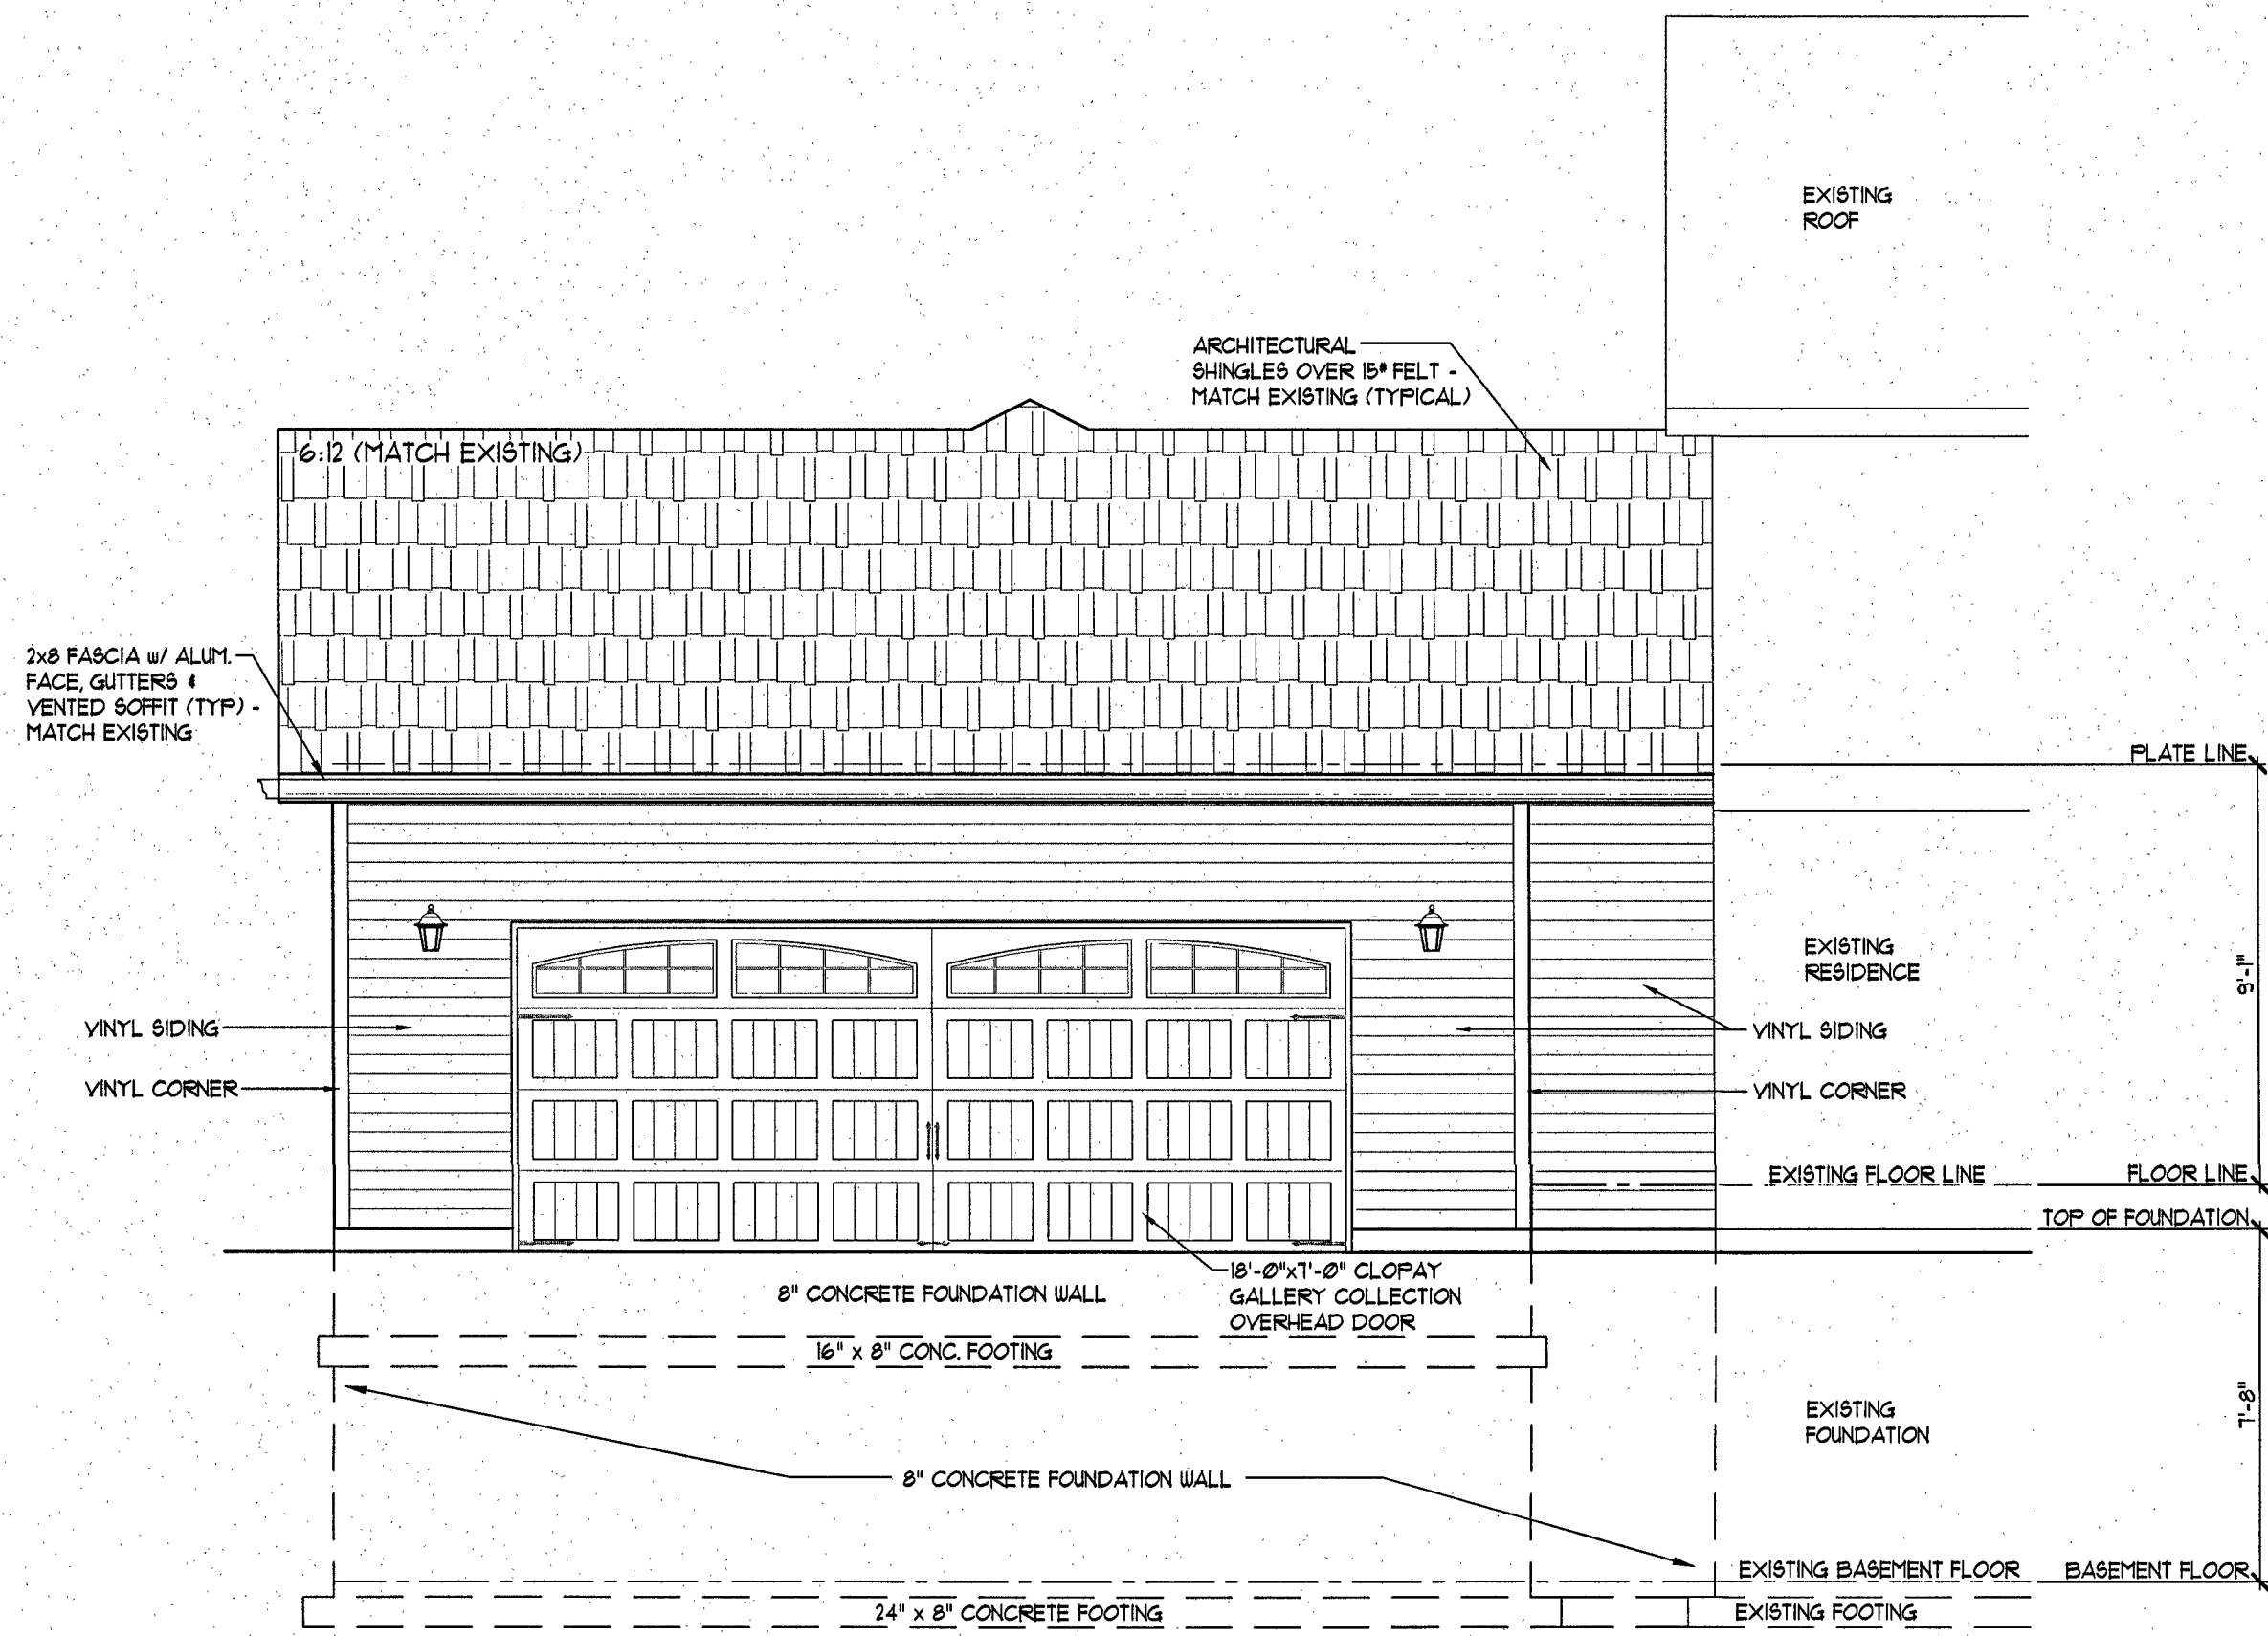 EXISTING
ROOF
ARCHITECTURAL
SHINGLES OVER 15# FELT -
MATCH EXISTING (TYPICAL)
6:12 (MATCH EXISTING)
2x8 FASCIA w/ ALUM.
FACE, GUTTERS &
VENTED SOFFIT (TYP) -
MATCH EXISTING
PLATE LINE
EXISTING
RESIDENCE
9'-1"
VINYL SIDING
VINYL SIDING
VINYL CORNER
VINYL CORNER
EXISTING FLOOR LINE
FLOOR LINE
TOP OF FOUNDATION
18'-0"x7'-0" CLOPAY
GALLERY COLLECTION
OVERHEAD DOOR
8" CONCRETE FOUNDATION WALL
16" x 8" CONC. FOOTING
EXISTING
FOUNDATION
7'-8"
8" CONCRETE FOUNDATION WALL
EXISTING BASEMENT FLOOR
BASEMENT FLOOR
24" x 8" CONCRETE FOOTING
EXISTING FOOTING